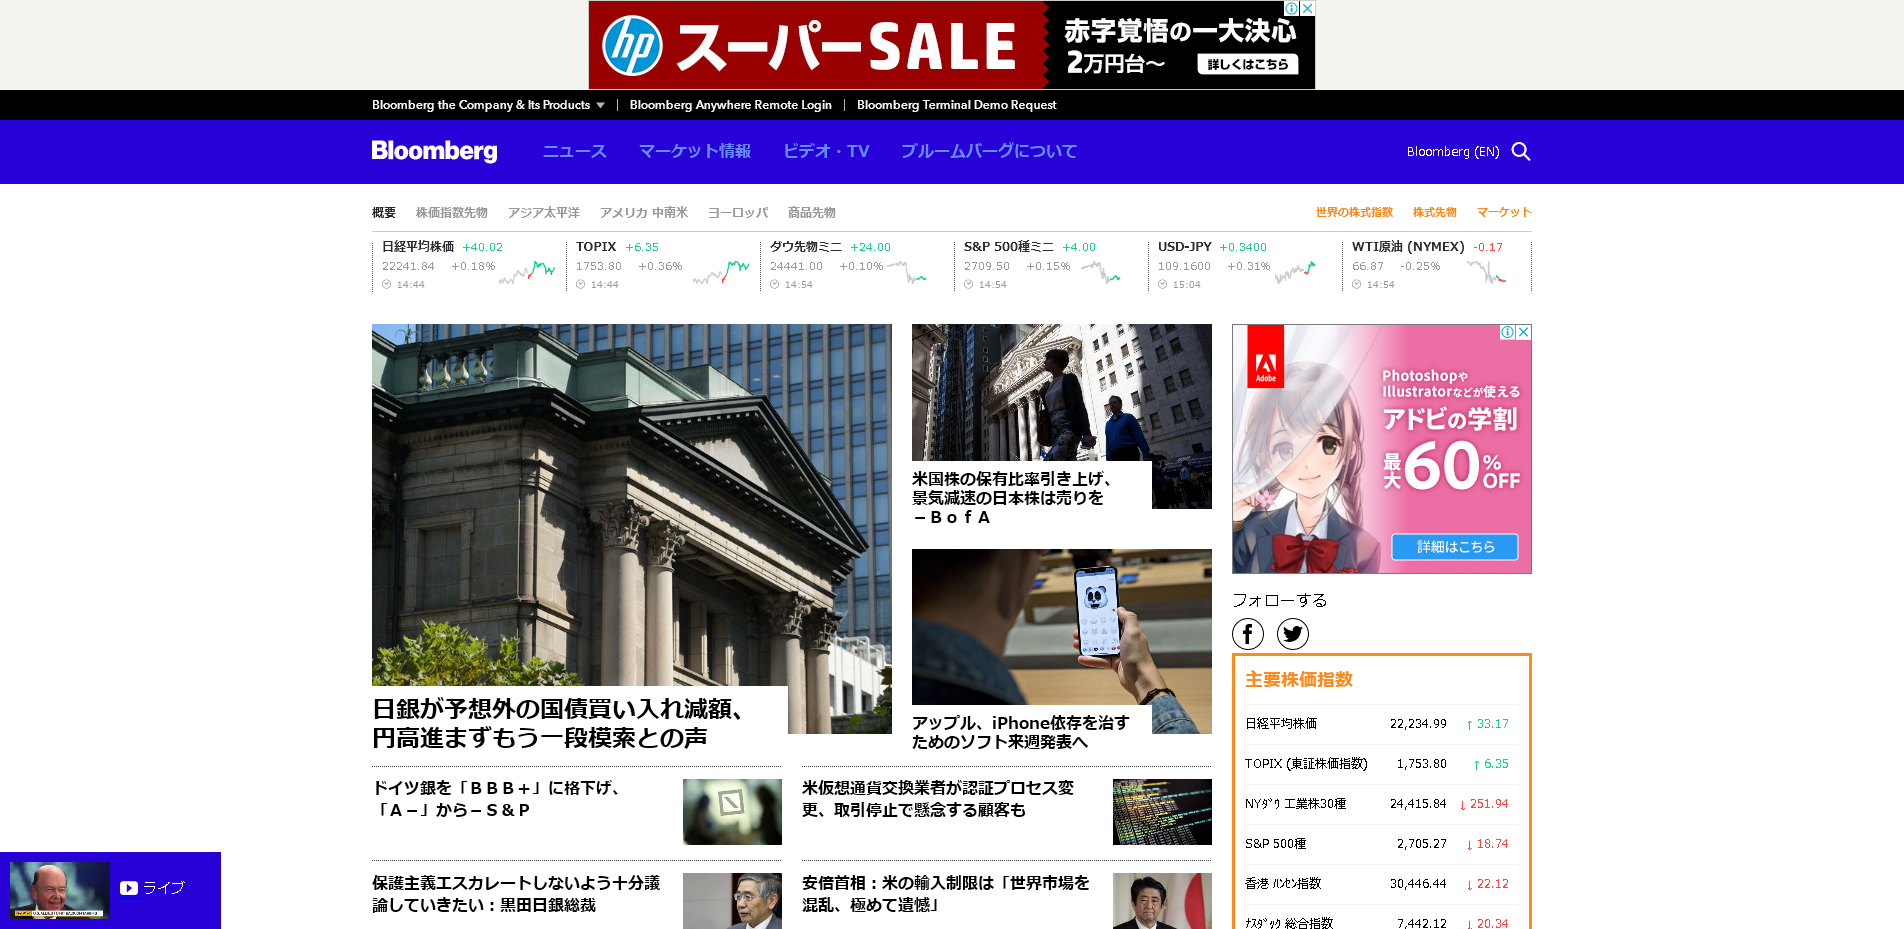 hp スーパーSALE
赤字覚悟の一大決心
2万円台〜 詳しくはこちら
Bloomberg the Company & Its Products | Bloomberg Anywhere Remote Login | Bloomberg Terminal Demo Request
Bloomberg ニュース マーケット情報 ビデオ・TV ブルームバーグについて Bloomberg (EN)
概要 株価指数先物 アジア太平洋 アメリカ 中南米 ヨーロッパ 商品先物 世界の株式指数 株式先物 マーケット
日経平均株価 +40.02
22241.84 +0.18%
14:44
TOPIX +6.35
1753.80 +0.36%
14:44
ダウ先物ミニ +24.00
24441.00 +0.10%
14:54
S&P 500種ミニ +4.00
2709.50 +0.15%
14:54
USD-JPY +0.3400
109.1600 +0.31%
15:04
WTI原油 (NYMEX) -0.17
66.87 -0.25%
14:54
日銀が予想外の国債買い入れ減額、
円高進まずもう一段模索との声
米国株の保有比率引き上げ、
景気減速の日本株は売りを
－ＢｏｆＡ
アップル、iPhone依存を治す
ためのソフト来週発表へ
Adobe
Photoshopや
Illustratorなどが使える
アドビの学割
最大60%OFF
詳細はこちら
フォローする
主要株価指数
日経平均株価 22,234.99 ↑ 33.17
TOPIX (東証株価指数) 1,753.80 ↑ 6.35
NYﾀﾞｳ 工業株30種 24,415.84 ↓ 251.94
S&P 500種 2,705.27 ↓ 18.74
香港 ﾊﾝｾﾝ指数 30,446.44 ↓ 22.12
ﾅｽﾀﾞｯｸ 総合指数 7,442.12 ↓ 20.34
ドイツ銀を「ＢＢＢ＋」に格下げ、
「Ａ－」から－Ｓ＆Ｐ
米仮想通貨交換業者が認証プロセス変
更、取引停止で懸念する顧客も
保護主義エスカレートしないよう十分議
論していきたい：黒田日銀総裁
安倍首相：米の輸入制限は「世界市場を
混乱、極めて遺憾」
ライブ